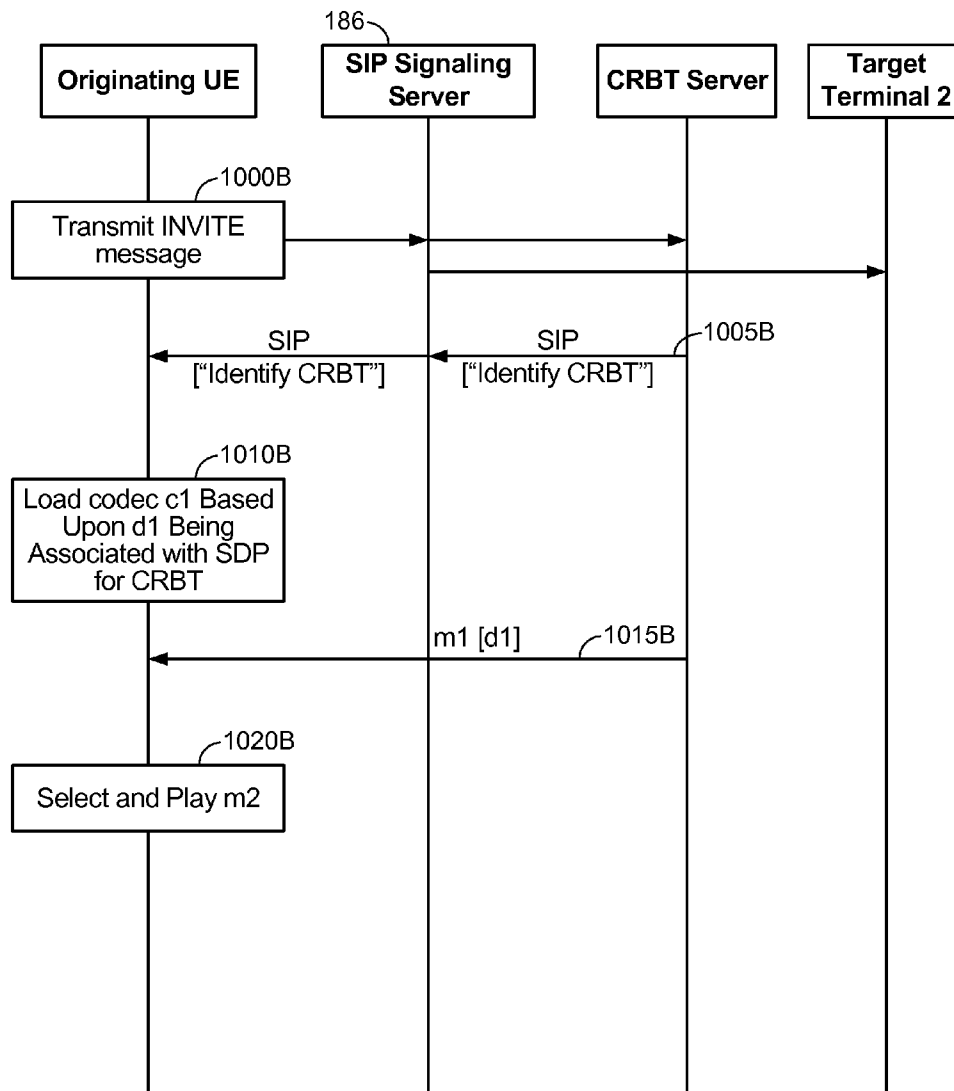 186
Originating UE
SIP Signaling
Server
CRBT Server
Target
Terminal 2
1000B
Transmit INVITE
message
1005B
SIP
["Identify CRBT"]
SIP
["Identify CRBT"]
1010B
Load codec c1 Based
Upon d1 Being
Associated with SDP
for CRBT
m1 [d1]
1015B
1020B
Select and Play m2